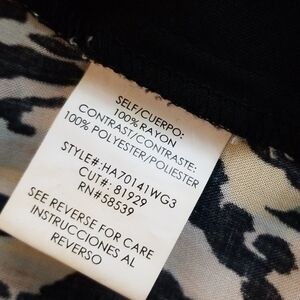 SELF/CUERPO:
100% RAYON
CONTRAST/CONTRASTE:
100% POLYESTER/POLIESTER
STYLE#:HA70141WG3
CUT#: 81929
RN#58539
SEE REVERSE FOR CARE
INSTRUCCIONES AL
REVERSO